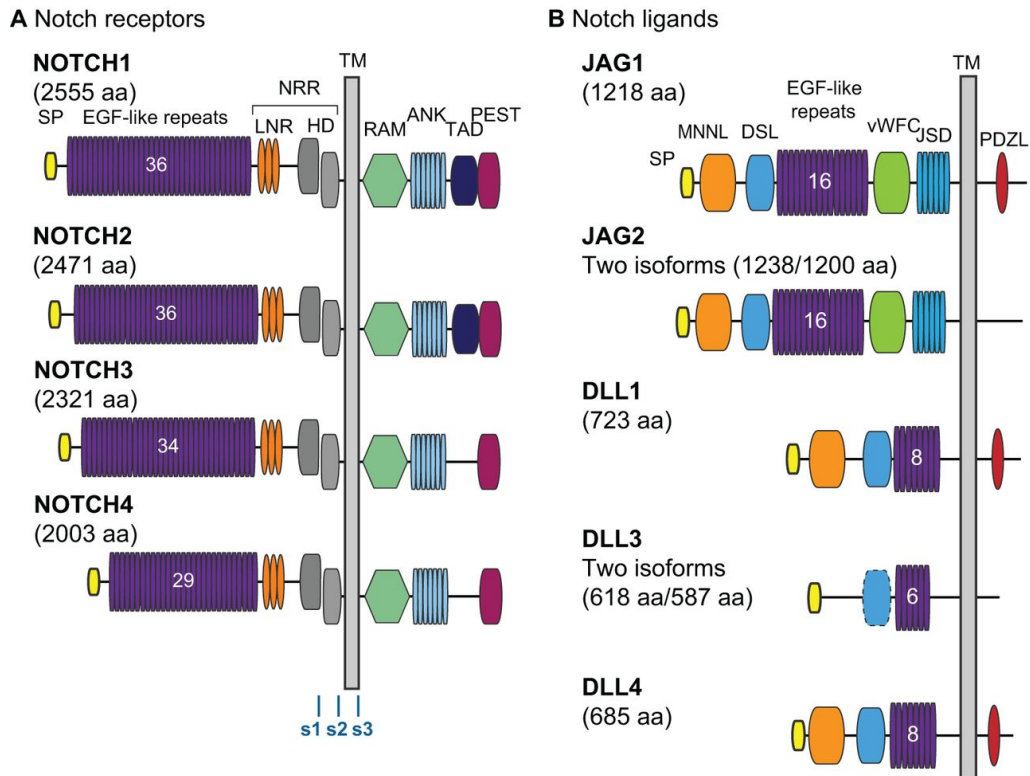 A Notch receptors
NOTCH1
(2555 aa)
TM
NRR
SP
EGF-like repeats
LNR
HD
RAM
ANK
TAD
PEST
36
NOTCH2
(2471 aa)
36
NOTCH3
(2321 aa)
34
NOTCH4
(2003 aa)
29
s1 s2 s3
B Notch ligands
JAG1
(1218 aa)
TM
EGF-like
repeats
SP
MNNL
DSL
vWFC
JSD
PDZL
16
JAG2
Two isoforms (1238/1200 aa)
16
DLL1
(723 aa)
8
DLL3
Two isoforms
(618 aa/587 aa)
6
DLL4
(685 aa)
8